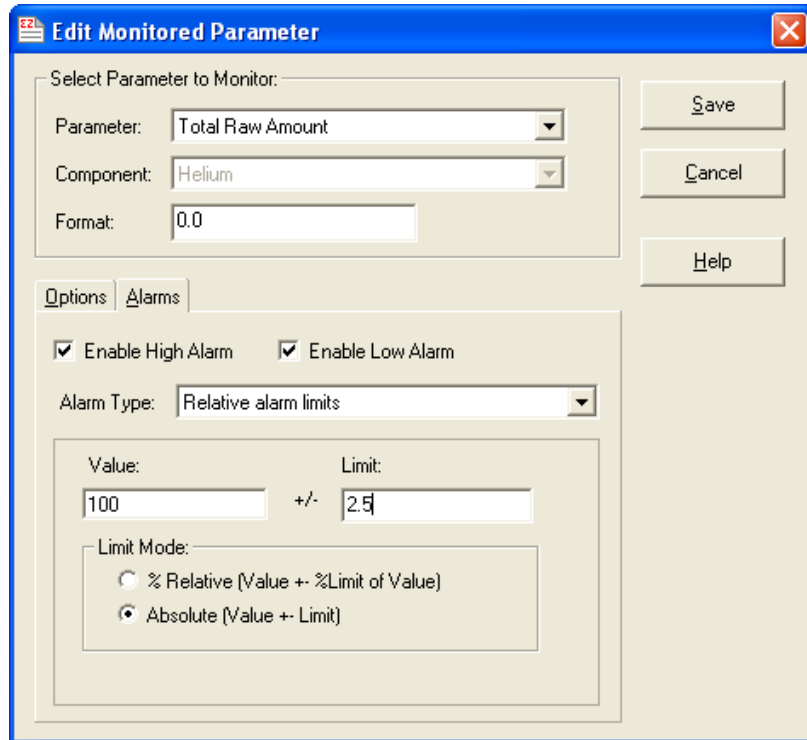 EZ Edit Monitored Parameter
Select Parameter to Monitor:
Parameter: Total Raw Amount
Component: Helium
Format: 0.0
Save
Cancel
Help
Options Alarms
Enable High Alarm Enable Low Alarm
Alarm Type: Relative alarm limits
Value: Limit:
100 +/- 2.5
Limit Mode:
% Relative (Value +- %Limit of Value)
Absolute (Value +- Limit)